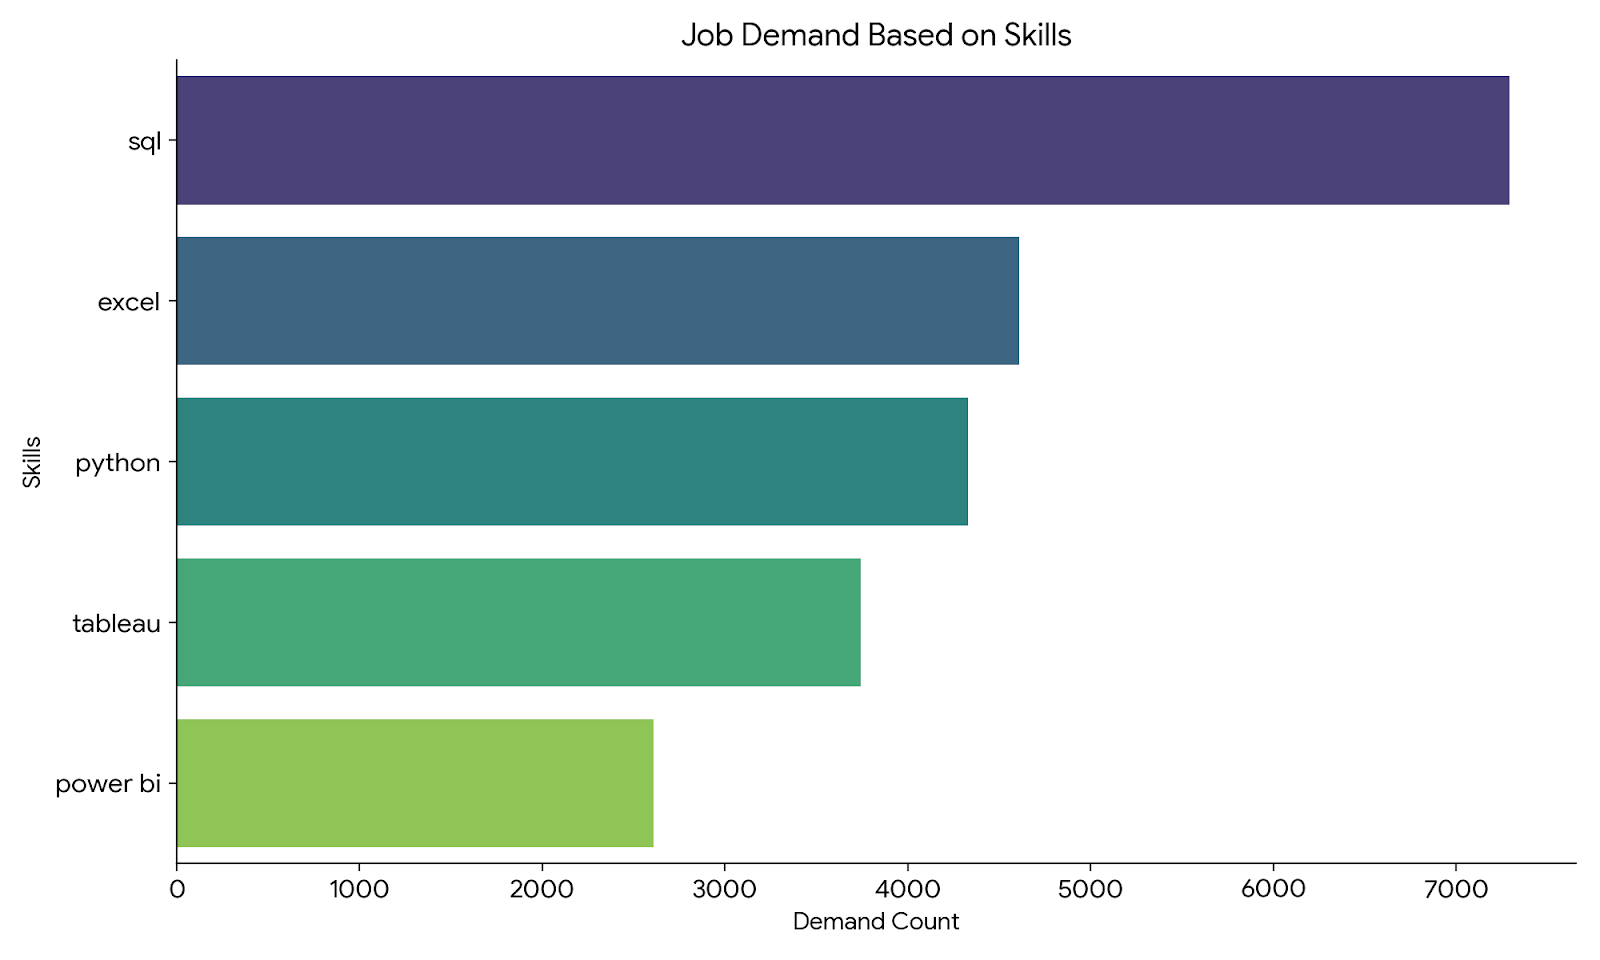 Job Demand Based on Skills
sql
excel
python
tableau
power bi
Skills
0 1000 2000 3000 4000 5000 6000 7000
Demand Count